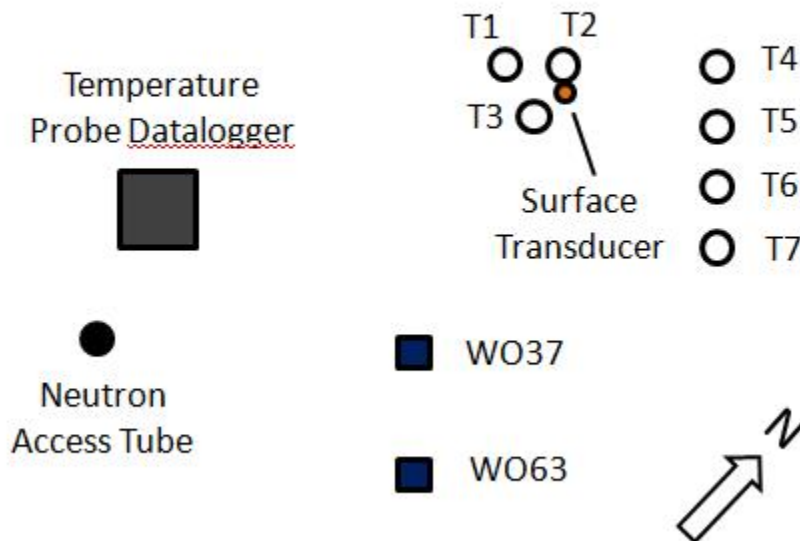 T1
T2
T4
Temperature
Probe Datalogger
T3
T5
T6
Surface
Transducer
T7
WO37
Neutron
Access Tube
WO63
N